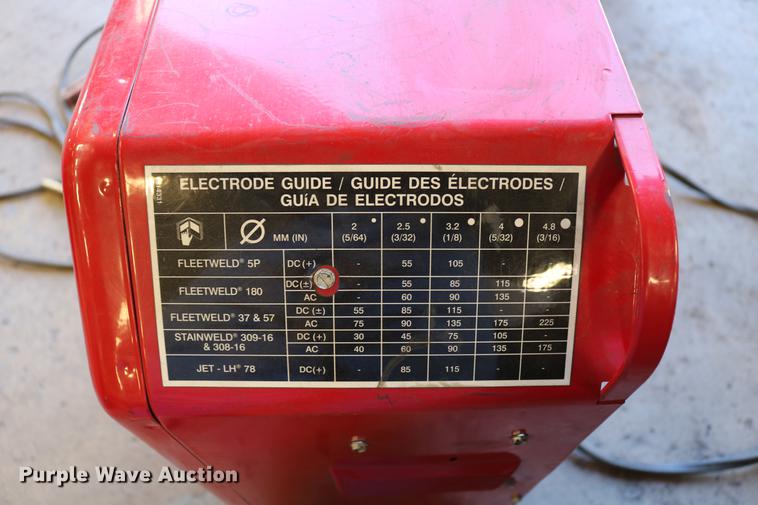 ELECTRODE GUIDE / GUIDE DES ÉLECTRODES /
GUíA DE ELECTRODOS
MM (IN) 2 (5/64) 2.5 (3/32) 3.2 (1/8) 4 (5/32) 4.8 (3/16)
FLEETWELD® 5P DC(+) - 55 105 - -
FLEETWELD® 180 DC(±) - 55 85 115 -
AC - 60 90 135 -
FLEETWELD® 37 & 57 DC (±) 55 85 115 - -
AC 75 90 135 175 225
STAINWELD® 309-16 & 308-16 DC (+) 30 45 75 105 -
AC 40 60 90 135 175
JET - LH® 78 DC(+) - 85 115 - -
Purple Wave Auction